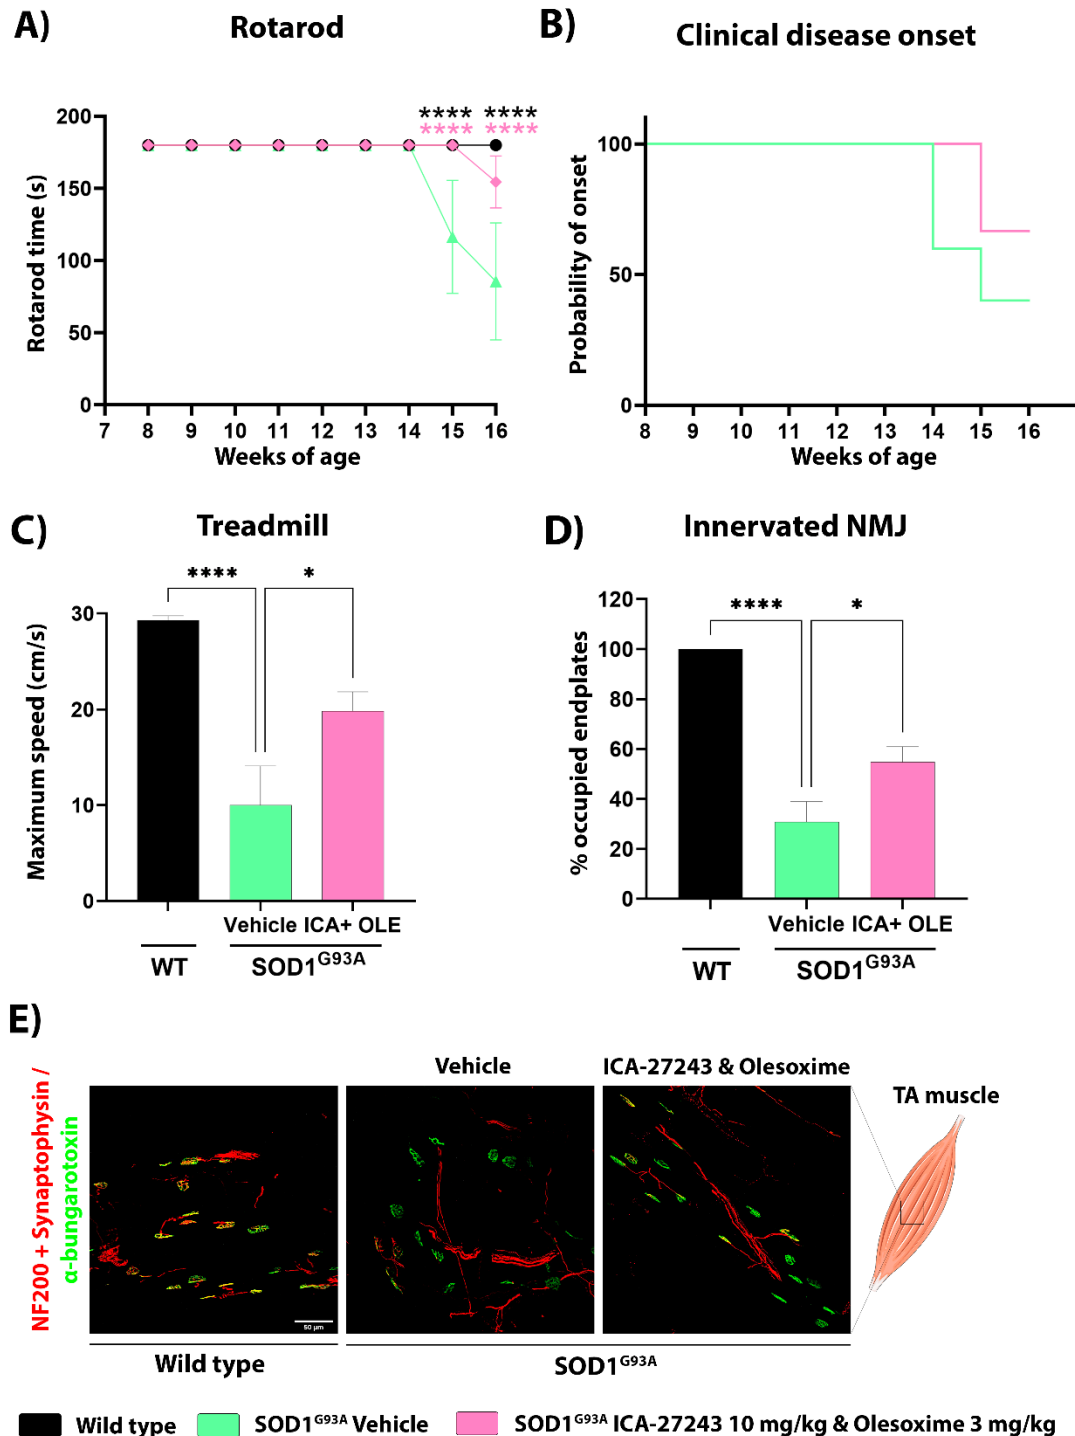 A)
Rotarod
200
150
100
50
0
Rotarod time (s)
**** ****
**** ****
7 8 9 10 11 12 13 14 15 16
Weeks of age
B)
Clinical disease onset
100
50
0
Probability of onset
8 9 10 11 12 13 14 15 16
Weeks of age
C)
Treadmill
**** *
30
20
10
0
Maximum speed (cm/s)
Vehicle ICA+ OLE
WT SOD1G93A
D)
Innervated NMJ
**** *
120
100
80
60
40
20
0
% occupied endplates
Vehicle ICA+ OLE
WT SOD1G93A
E)
NF200 + Synaptophysin /
α-bungarotoxin
Vehicle
ICA-27243 & Olesoxime
TA muscle
50 μm
Wild type
SOD1G93A
Wild type
SOD1G93A Vehicle
SOD1G93A ICA-27243 10 mg/kg & Olesoxime 3 mg/kg